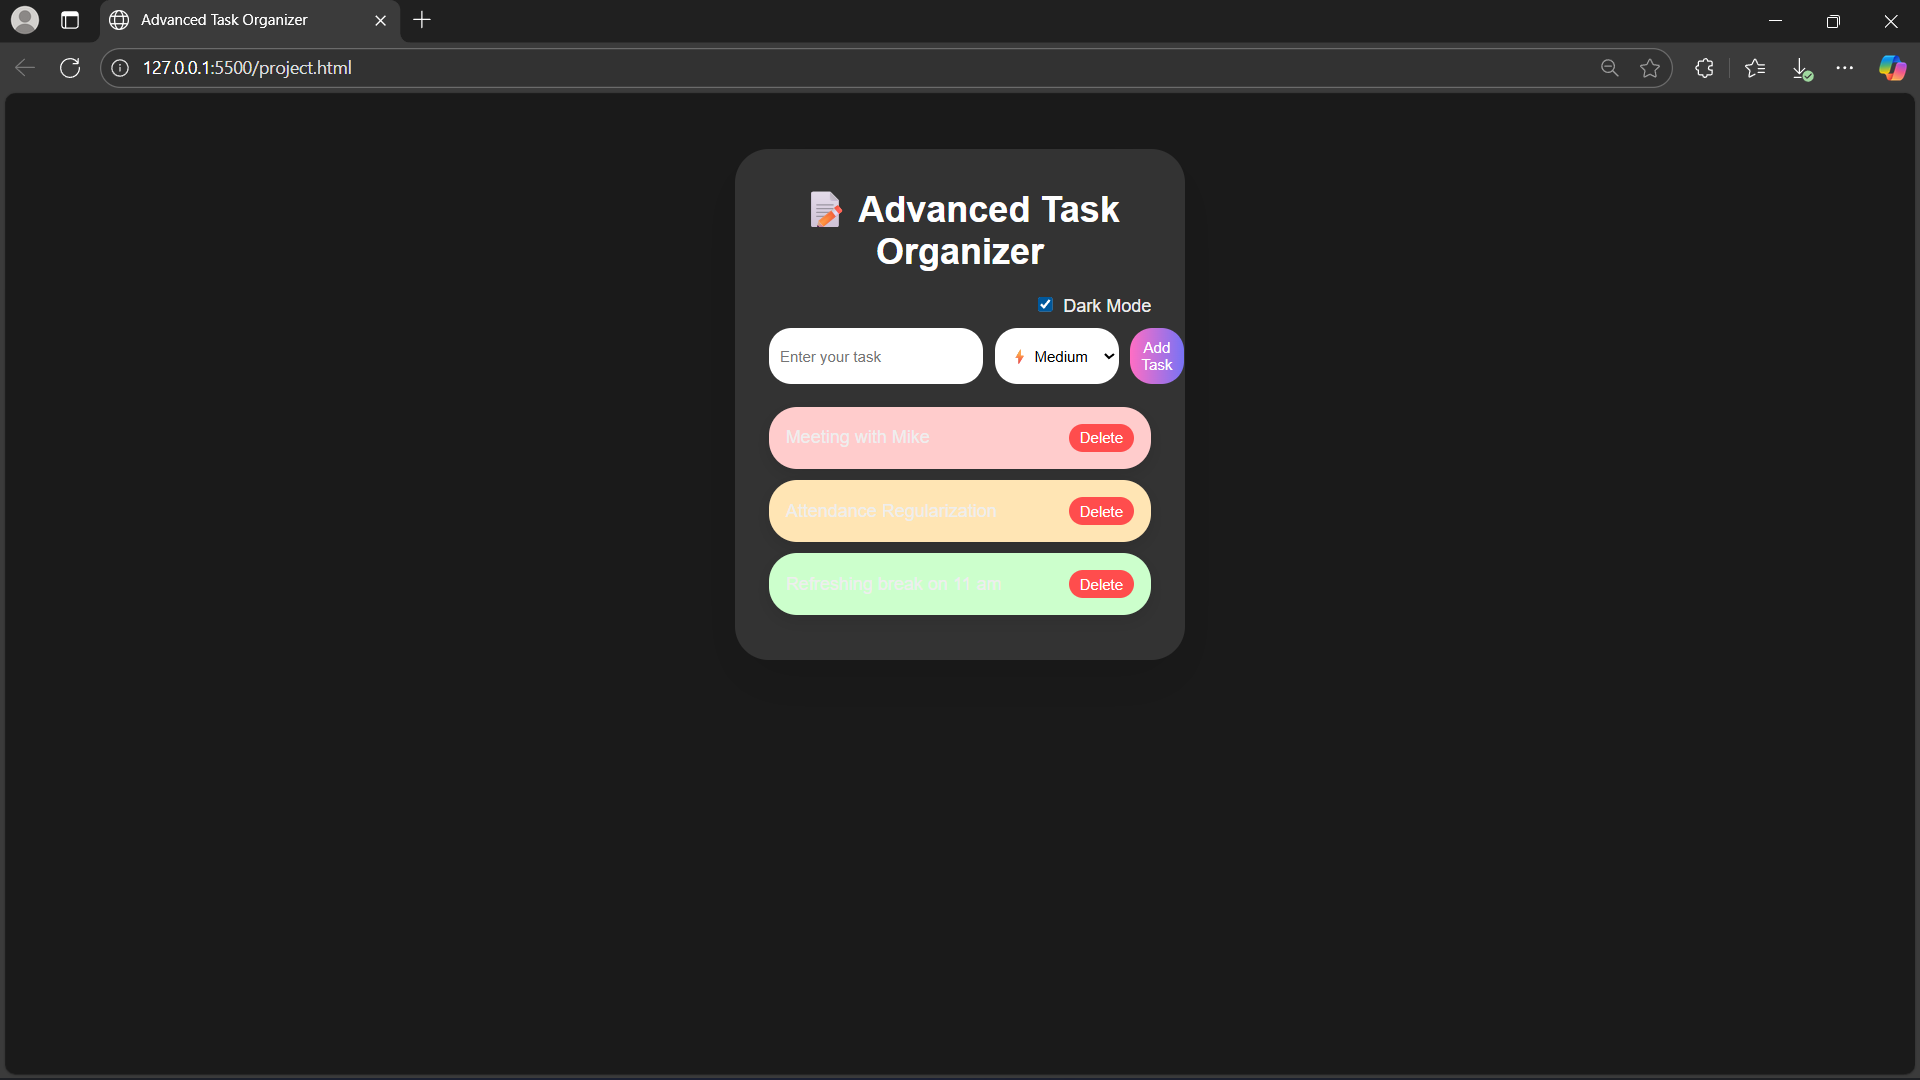 Advanced Task Organizer
127.0.0.1:5500/project.html
📝 Advanced Task
Organizer
Dark Mode
Enter your task
⚡ Medium
Add
Task
Meeting with Mike
Delete
Attendance Regularization
Delete
Refreshing break on 11 am
Delete